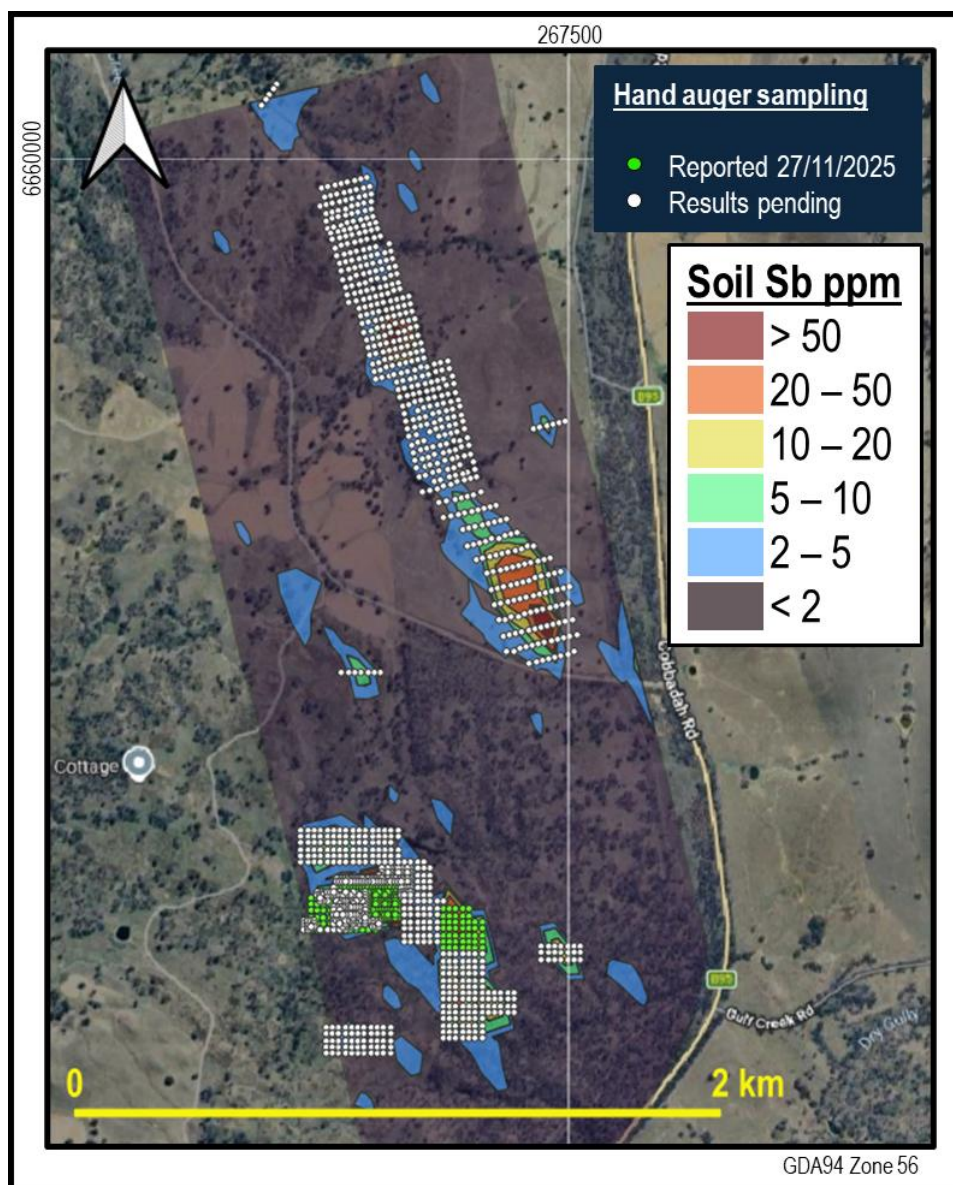 267500
6660000
Hand auger sampling
Reported 27/11/2025
Results pending
Soil Sb ppm
> 50
20 – 50
10 – 20
5 – 10
2 – 5
< 2
B95
Cobbadah Rd
Cottage
B95
Gulf Creek Rd
Dry Gully
0
2 km
GDA94 Zone 56